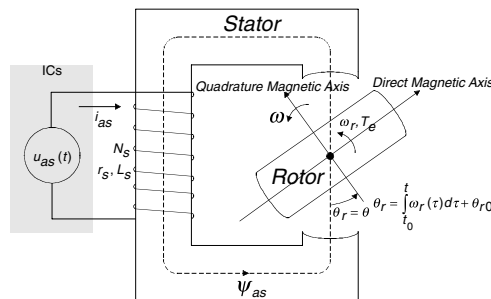 Stator
ICs
Quadrature Magnetic Axis
Direct Magnetic Axis
i_as
ω
ω_r, T_e
u_as (t)
N_s
r_s, L_s
Rotor
θ_r = θ θ_r = ∫_{t_0}^{t} ω_r (τ) dτ + θ_r0
ψ_as